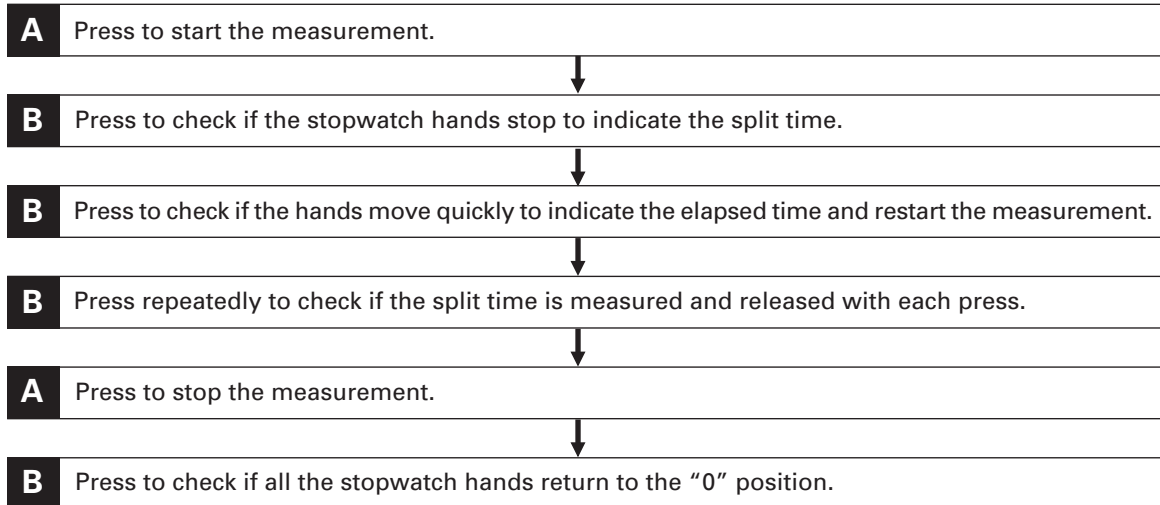 A Press to start the measurement.
B Press to check if the stopwatch hands stop to indicate the split time.
B Press to check if the hands move quickly to indicate the elapsed time and restart the measurement.
B Press repeatedly to check if the split time is measured and released with each press.
A Press to stop the measurement.
B Press to check if all the stopwatch hands return to the “0” position.